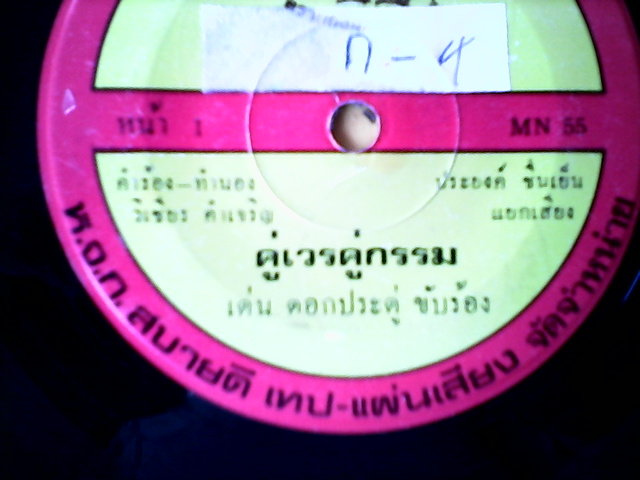 ก - 4
หน้า 1
MN 55
คำร้อง-ทำนอง
วิเชียร คำเจริญ
ประยงค์ ชื่นเย็น
แยกเสียง
คู่เวรคู่กรรม
เด่น ดอกประดู่ ขับร้อง
ห.จ.ก. สบายดี เทป-แผ่นเสียง จัดจำหน่าย